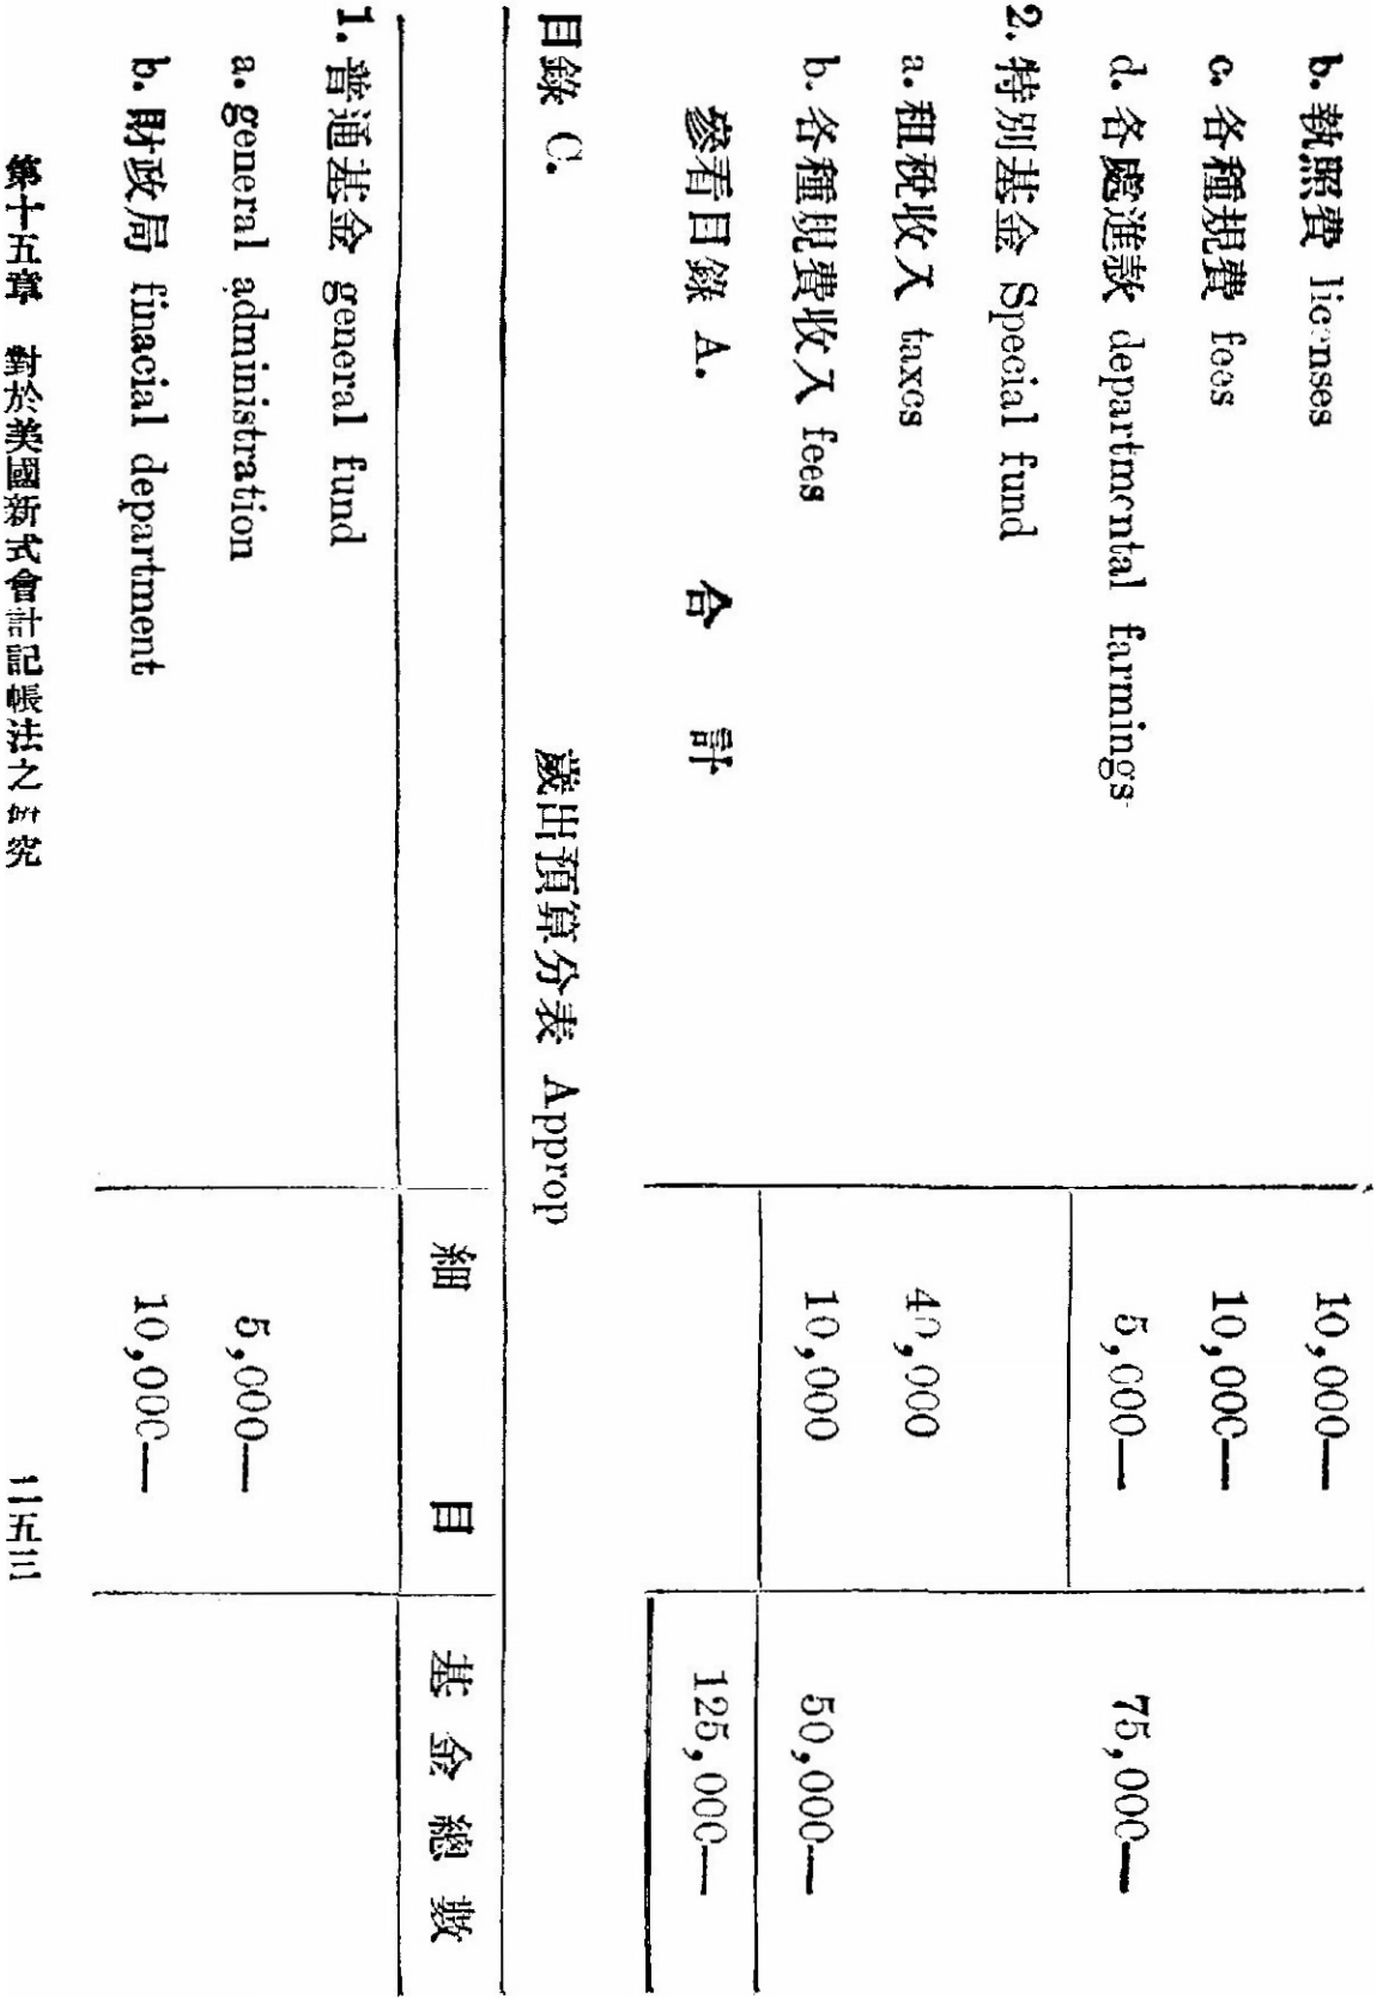 b. 執照費 licenses 10,000—
c. 各種規費 fees 10,000—
d. 各處進款 departmental farmings 5,000— 75,000—
2. 特別基金 Special fund
a. 租稅收入 taxes 40,000
b. 各種規費收入 fees 10,000 50,000—
參看目錄 A. 合計 125,000—
目錄 C. 歲出預算分表 Approp
細目 基金總數
1. 普通基金 general fund
a. general administration 5,000—
b. 財政局 finacial department 10,000—
第十五章 對於美國新式會計記帳法之研究 二五三